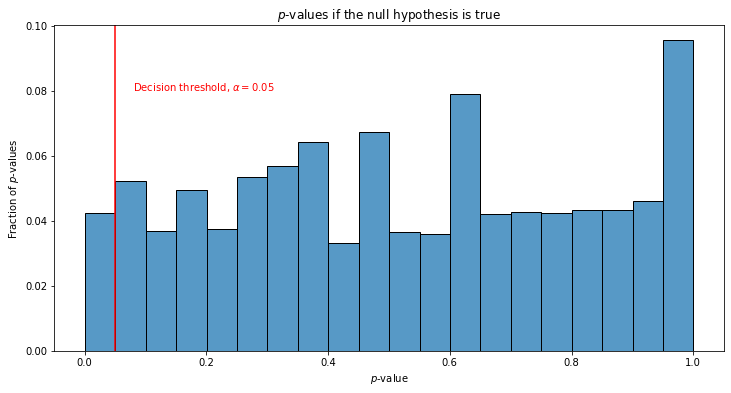 p-values if the null hypothesis is true
0.10
0.08
0.06
0.04
0.02
0.00
Fraction of p-values
Decision threshold, α = 0.05
0.0 0.2 0.4 0.6 0.8 1.0
p-value